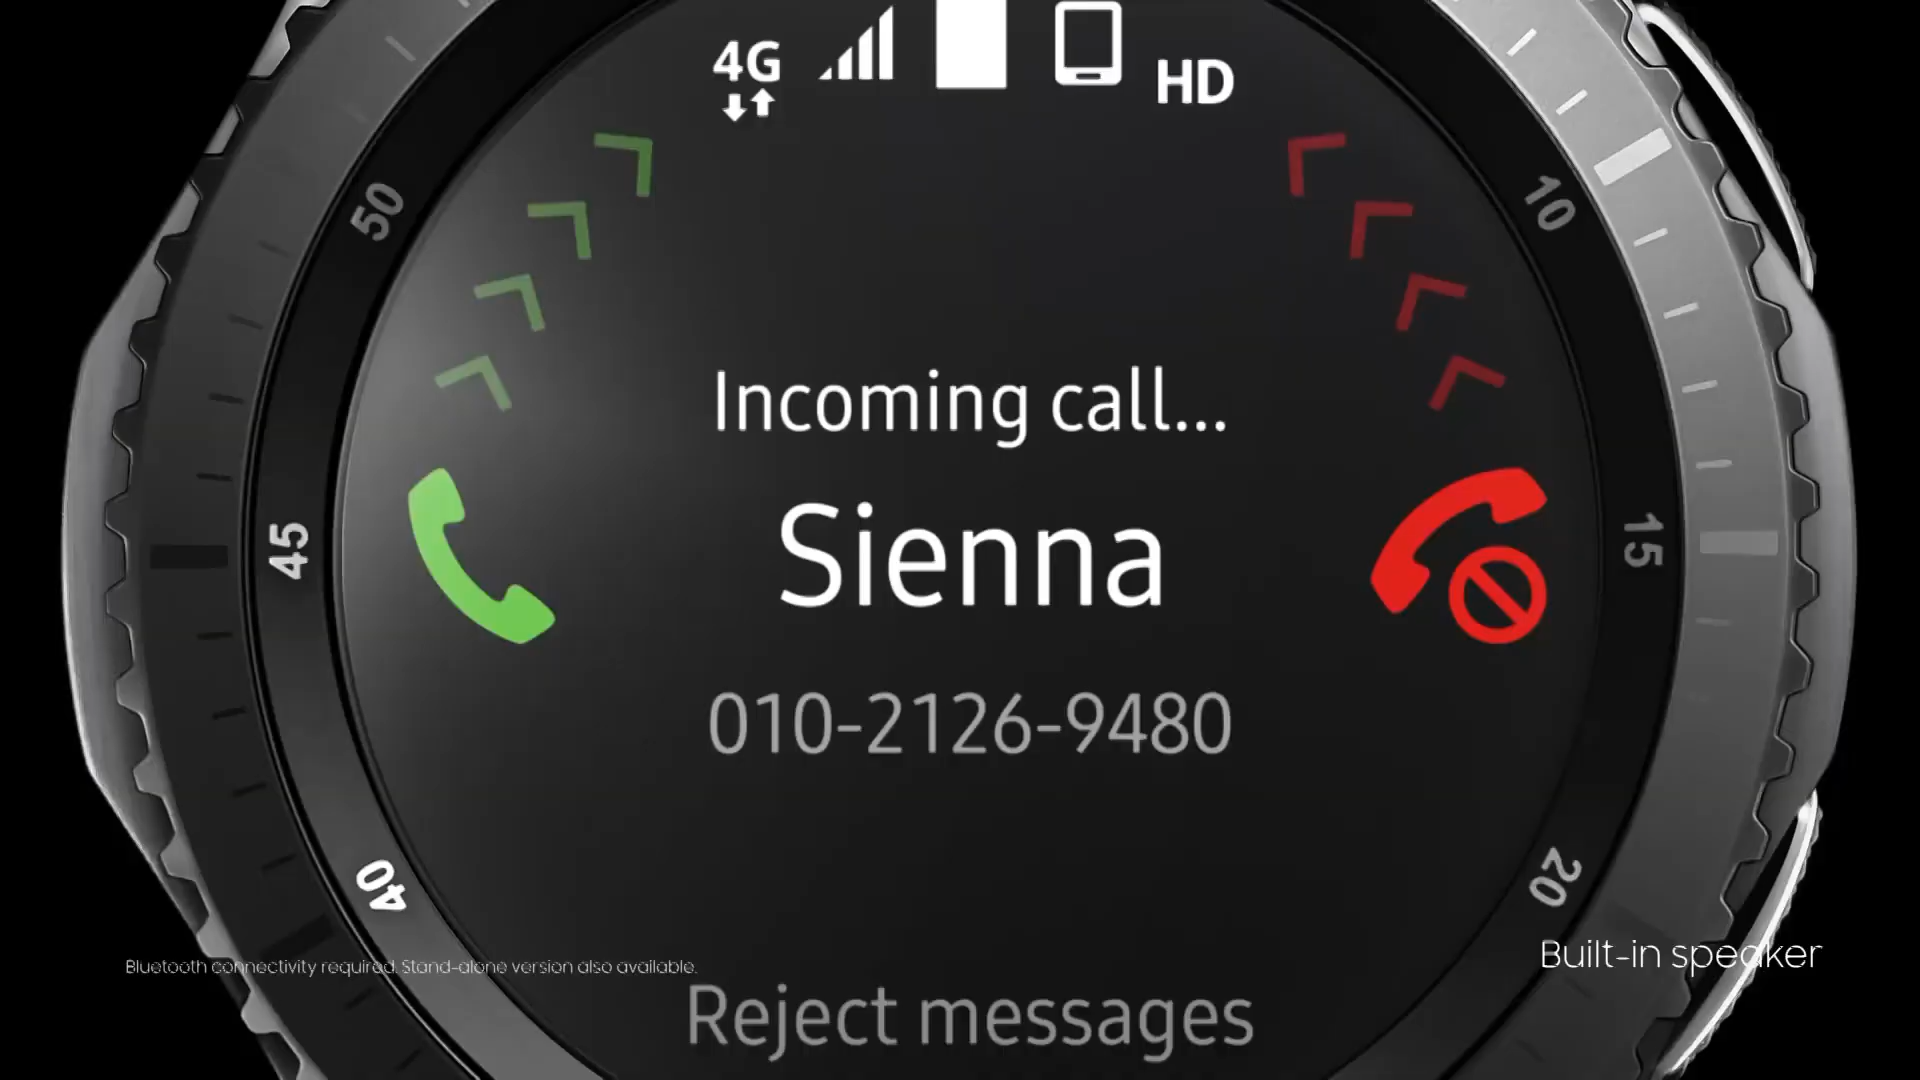 4G
HD
50
10
Incoming call...
Sienna
45
15
010-2126-9480
40
20
Built-in speaker
Bluetooth connectivity required. Stand-alone version also available.
Reject messages